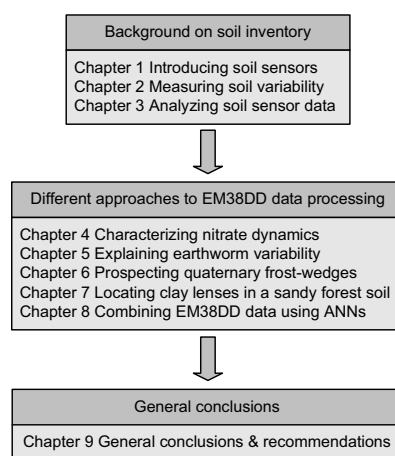 Background on soil inventory
Chapter 1 Introducing soil sensors
Chapter 2 Measuring soil variability
Chapter 3 Analyzing soil sensor data
Different approaches to EM38DD data processing
Chapter 4 Characterizing nitrate dynamics
Chapter 5 Explaining earthworm variability
Chapter 6 Prospecting quaternary frost-wedges
Chapter 7 Locating clay lenses in a sandy forest soil
Chapter 8 Combining EM38DD data using ANNs
General conclusions
Chapter 9 General conclusions & recommendations